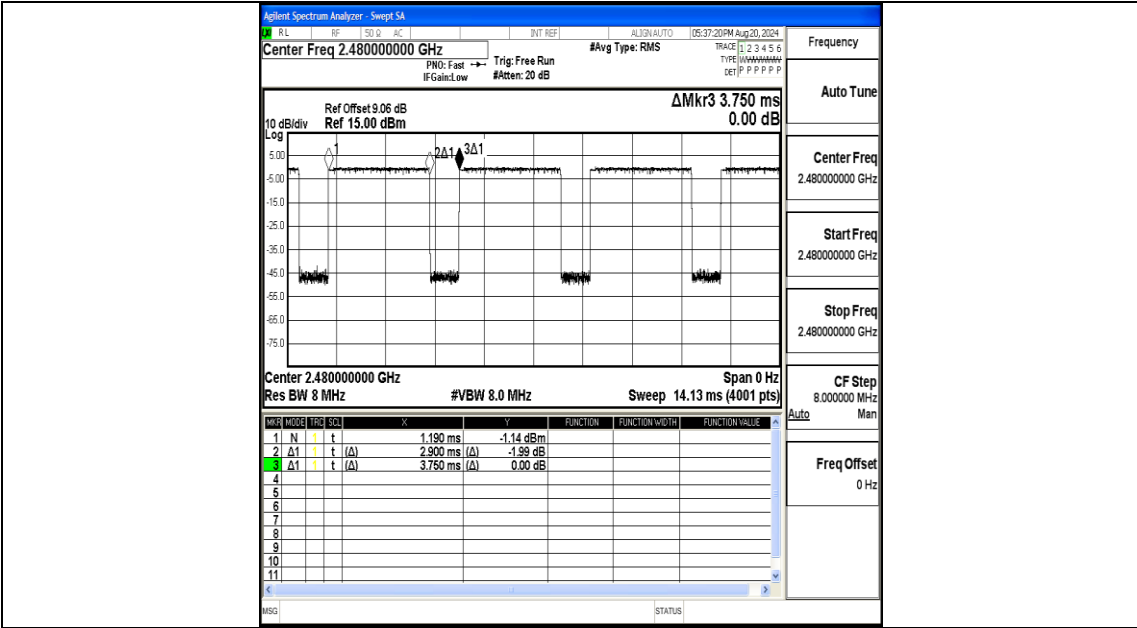 Agilent Spectrum Analyzer - Swept SA
RL RF 50 Ω AC INT REF ALIGN AUTO 05:37:20 PM Aug 20, 2024
Center Freq 2.480000000 GHz #Avg Type: RMS TRACE 1 2 3 4 5 6
PNO: Fast Trig: Free Run TYPE
IFGain:Low #Atten: 20 dB DET P P P P P P
Frequency
Auto Tune
Center Freq
2.480000000 GHz
Start Freq
2.480000000 GHz
Stop Freq
2.480000000 GHz
CF Step
8.000000 MHz
Auto Man
Freq Offset
0 Hz
ΔMkr3 3.750 ms
0.00 dB
Ref Offset 9.06 dB
10 dB/div Ref 15.00 dBm
Log
1 2Δ1 3Δ1
5.00
-5.00
-15.0
-25.0
-35.0
-45.0
-55.0
-65.0
-75.0
Center 2.480000000 GHz Span 0 Hz
Res BW 8 MHz #VBW 8.0 MHz Sweep 14.13 ms (4001 pts)
MKR MODE TRC SCL X Y FUNCTION FUNCTION WIDTH FUNCTION VALUE
1 N 1 t 1.190 ms -1.14 dBm
2 Δ1 1 t (Δ) 2.900 ms (Δ) -1.99 dB
3 Δ1 1 t (Δ) 3.750 ms (Δ) 0.00 dB
4
5
6
7
8
9
10
11
MSG STATUS